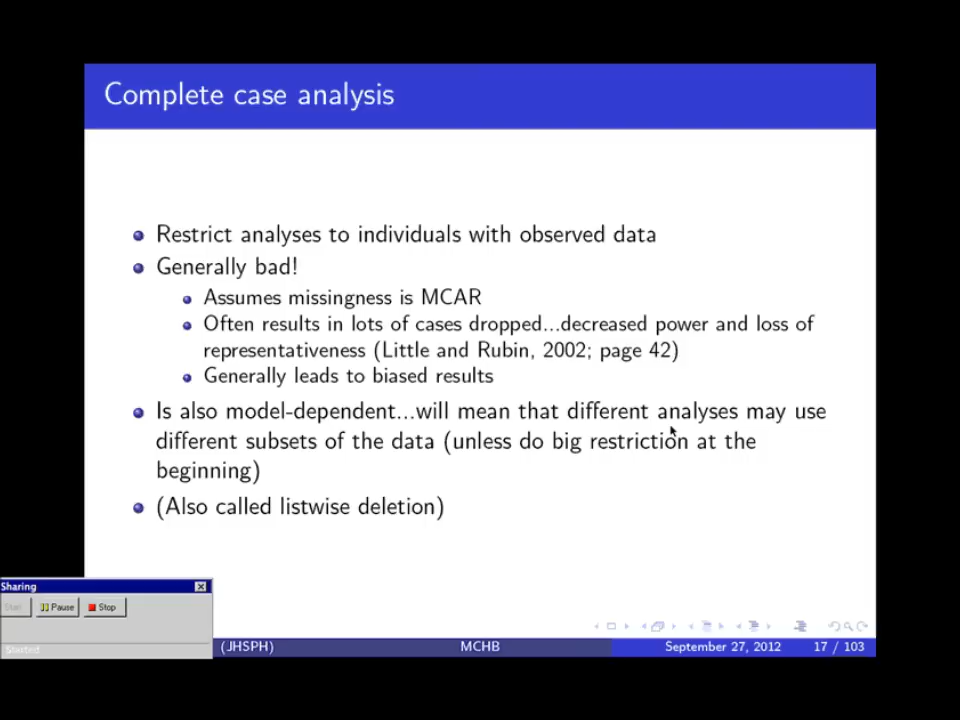 Complete case analysis
Restrict analyses to individuals with observed data
Generally bad!
Assumes missingness is MCAR
Often results in lots of cases dropped...decreased power and loss of
representativeness (Little and Rubin, 2002; page 42)
Generally leads to biased results
Is also model-dependent...will mean that different analyses may use
different subsets of the data (unless do big restriction at the
beginning)
(Also called listwise deletion)
Sharing
Start Pause Stop
Started
(JHSPH) MCHB September 27, 2012 17 / 103